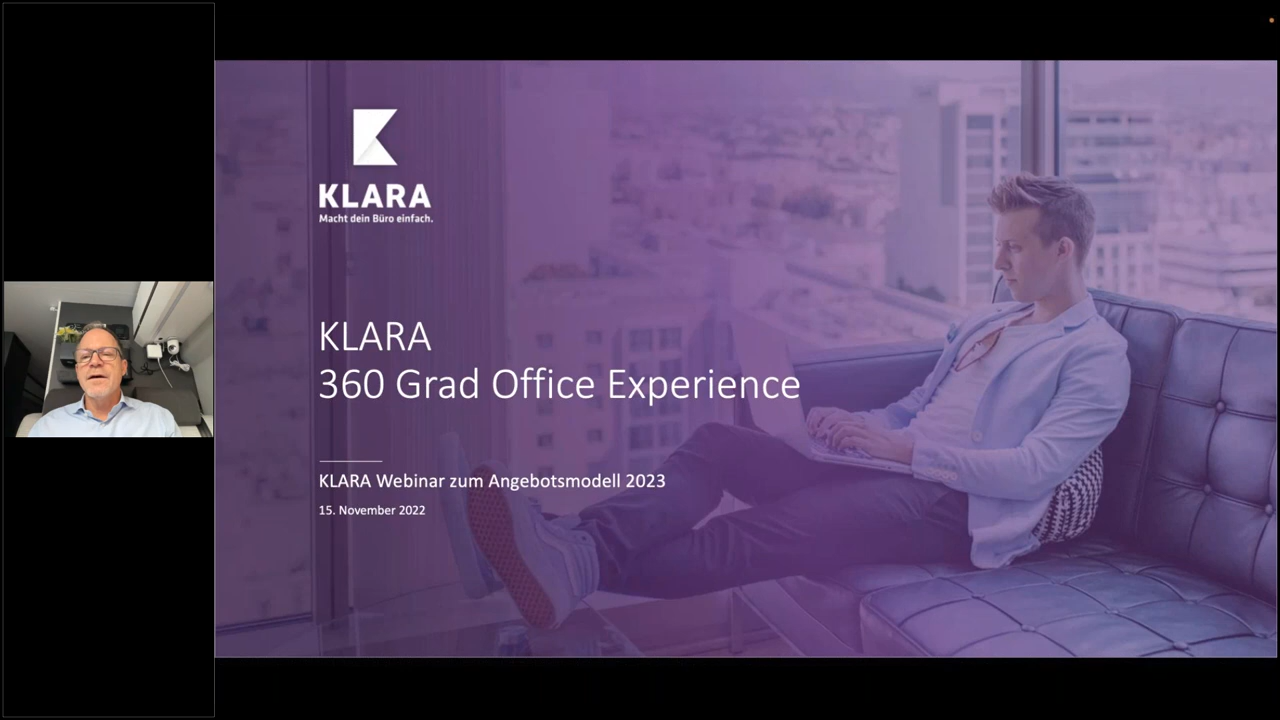 KLARA
Macht dein Büro einfach.
KLARA
360 Grad Office Experience
KLARA Webinar zum Angebotsmodell 2023
15. November 2022